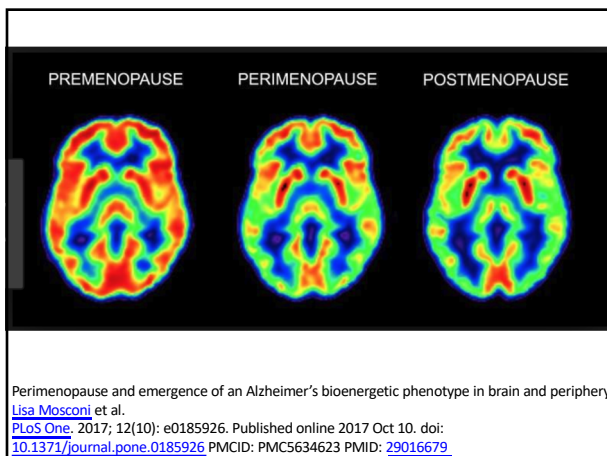 PREMENOPAUSE PERIMENOPAUSE POSTMENOPAUSE
Perimenopause and emergence of an Alzheimer’s bioenergetic phenotype in brain and periphery
Lisa Mosconi et al.
PLoS One. 2017; 12(10): e0185926. Published online 2017 Oct 10. doi:
10.1371/journal.pone.0185926 PMCID: PMC5634623 PMID: 29016679